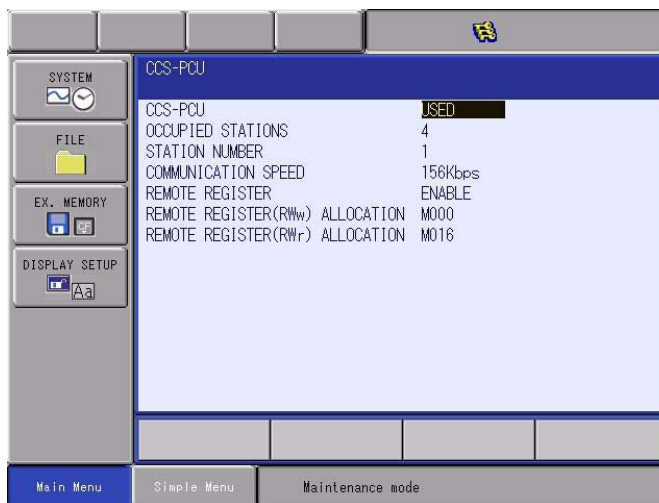 SYSTEM
FILE
EX. MEMORY
CF
DISPLAY SETUP
Aa
CCS-PCU
CCS-PCU USED
OCCUPIED STATIONS 4
STATION NUMBER 1
COMMUNICATION SPEED 156Kbps
REMOTE REGISTER ENABLE
REMOTE REGISTER(RWw) ALLOCATION M000
REMOTE REGISTER(RWr) ALLOCATION M016
Main Menu
Simple Menu
Maintenance mode